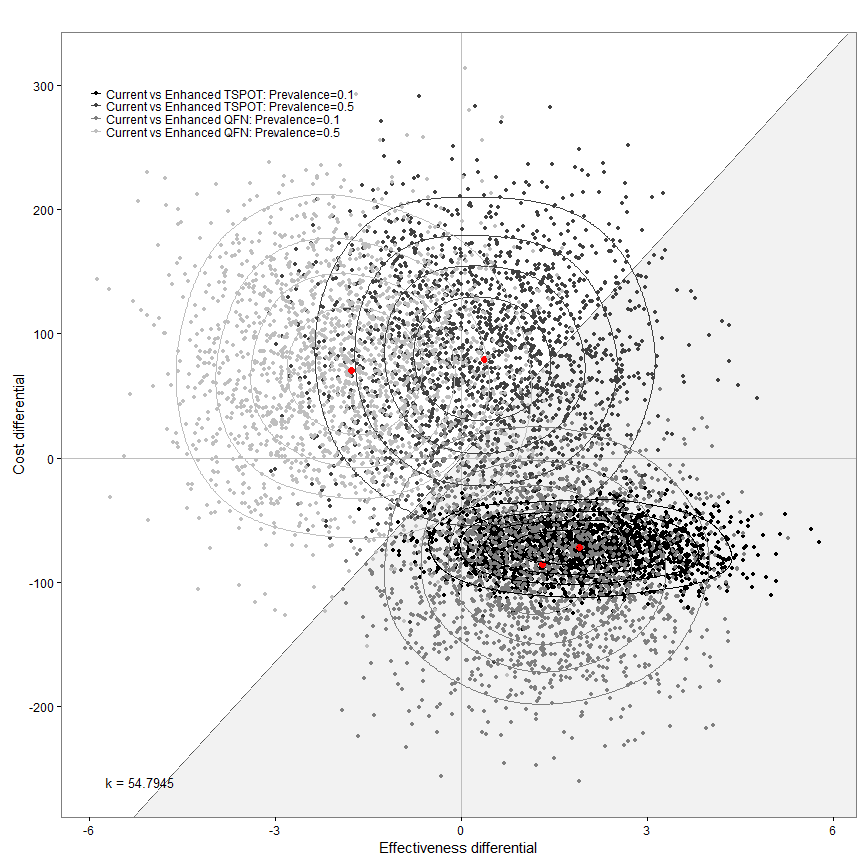 Current vs Enhanced TSPOT: Prevalence=0.1
Current vs Enhanced TSPOT: Prevalence=0.5
Current vs Enhanced QFN: Prevalence=0.1
Current vs Enhanced QFN: Prevalence=0.5
300
200
100
0
-100
-200
Cost differential
k = 54.7945
-6
-3
0
3
6
Effectiveness differential